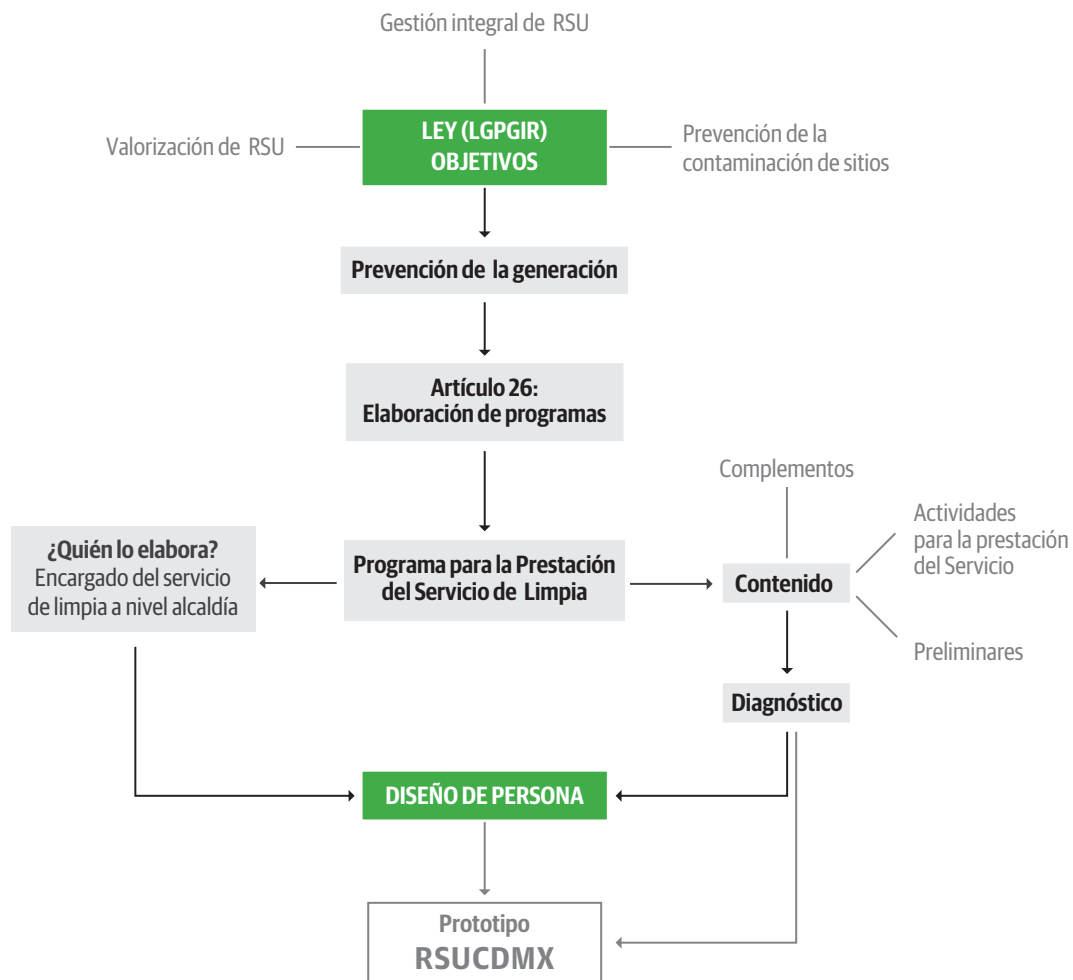 Gestión integral de RSU
LEY (LGPGIR)
OBJETIVOS
Valorización de RSU
Prevención de la
contaminación de sitios
Prevención de la generación
Artículo 26:
Elaboración de programas
Complementos
Actividades
para la prestación
del Servicio
¿Quién lo elabora?
Encargado del servicio
de limpia a nivel alcaldía
Programa para la Prestación
del Servicio de Limpia
Contenido
Preliminares
Diagnóstico
DISEÑO DE PERSONA
Prototipo
RSUCDMX